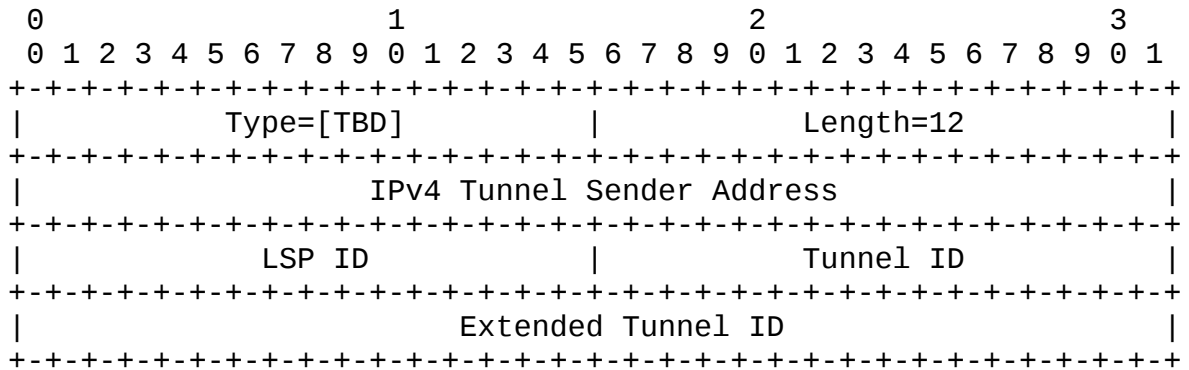 0                   1                   2                   3
 0 1 2 3 4 5 6 7 8 9 0 1 2 3 4 5 6 7 8 9 0 1 2 3 4 5 6 7 8 9 0 1
+-+-+-+-+-+-+-+-+-+-+-+-+-+-+-+-+-+-+-+-+-+-+-+-+-+-+-+-+-+-+-+-+
|           Type=[TBD]          |           Length=12           |
+-+-+-+-+-+-+-+-+-+-+-+-+-+-+-+-+-+-+-+-+-+-+-+-+-+-+-+-+-+-+-+-+
|                   IPv4 Tunnel Sender Address                  |
+-+-+-+-+-+-+-+-+-+-+-+-+-+-+-+-+-+-+-+-+-+-+-+-+-+-+-+-+-+-+-+-+
|             LSP ID            |           Tunnel ID           |
+-+-+-+-+-+-+-+-+-+-+-+-+-+-+-+-+-+-+-+-+-+-+-+-+-+-+-+-+-+-+-+-+
|                        Extended Tunnel ID                     |
+-+-+-+-+-+-+-+-+-+-+-+-+-+-+-+-+-+-+-+-+-+-+-+-+-+-+-+-+-+-+-+-+